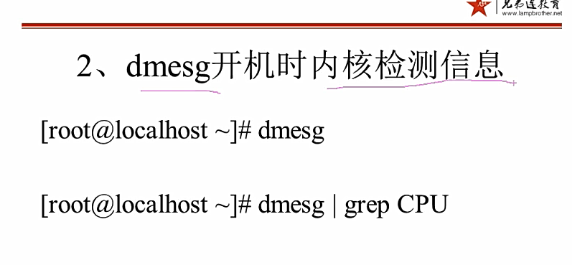 兄弟连教育
www.lampbrother.net
2、dmesg开机时内核检测信息
[root@localhost ~]# dmesg
[root@localhost ~]# dmesg | grep CPU